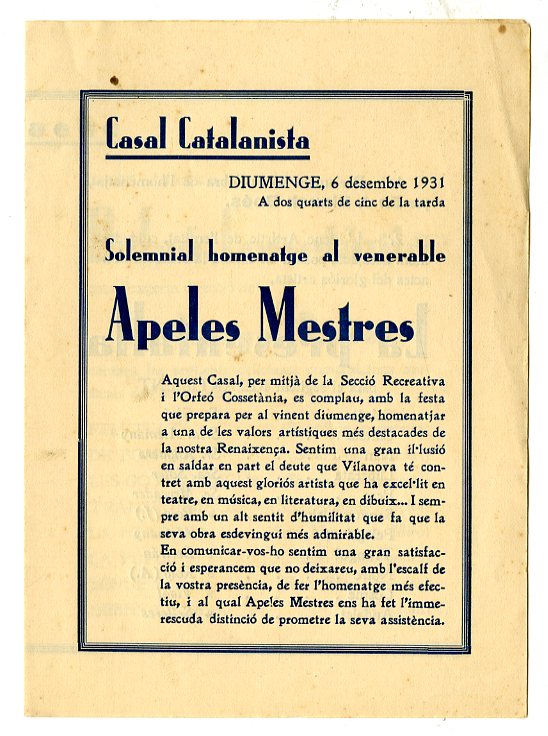 Casal Catalanista
DIUMENGE, 6 desembre 1931
A dos quarts de cinc de la tarda
Solemnial homenatge al venerable
Apeles Mestres
Aquest Casal, per mitjà de la Secció Recreativa
i l'Orfeó Cossetània, es complau, amb la festa
que prepara per al vinent diumenge, homenatjar
a una de les valors artístiques més destacades de
la nostra Renaixença. Sentim una gran il·lusió
en saldar en part el deute que Vilanova té con-
tret amb aquest gloriós artista que ha excel·lit en
teatre, en música, en literatura, en dibuix... I sem-
pre amb un alt sentit d'humilitat que fa que la
seva obra esdevingui més admirable.
En comunicar-vos-ho sentim una gran satisfac-
ció i esperancem que no deixareu, amb l'escalf de
la vostra presència, de fer l'homenatge més efec-
tiu, i al qual Apeles Mestres ens ha fet l'imme-
rescuda distinció de prometre la seva assistència.